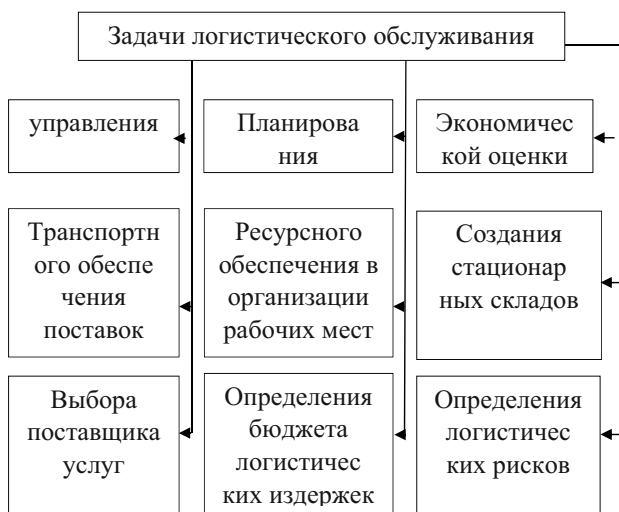 Задачи логистического обслуживания
управления
Планирова
ния
Экономичес
кой оценки
Транспортн
ого обеспе
чения
поставок
Ресурсного
обеспечения в
организации
рабочих мест
Создания
стационар
ных складов
Выбора
поставщика
услуг
Определения
бюджета
логистичес
ких издержек
Определения
логистичес
ких рисков